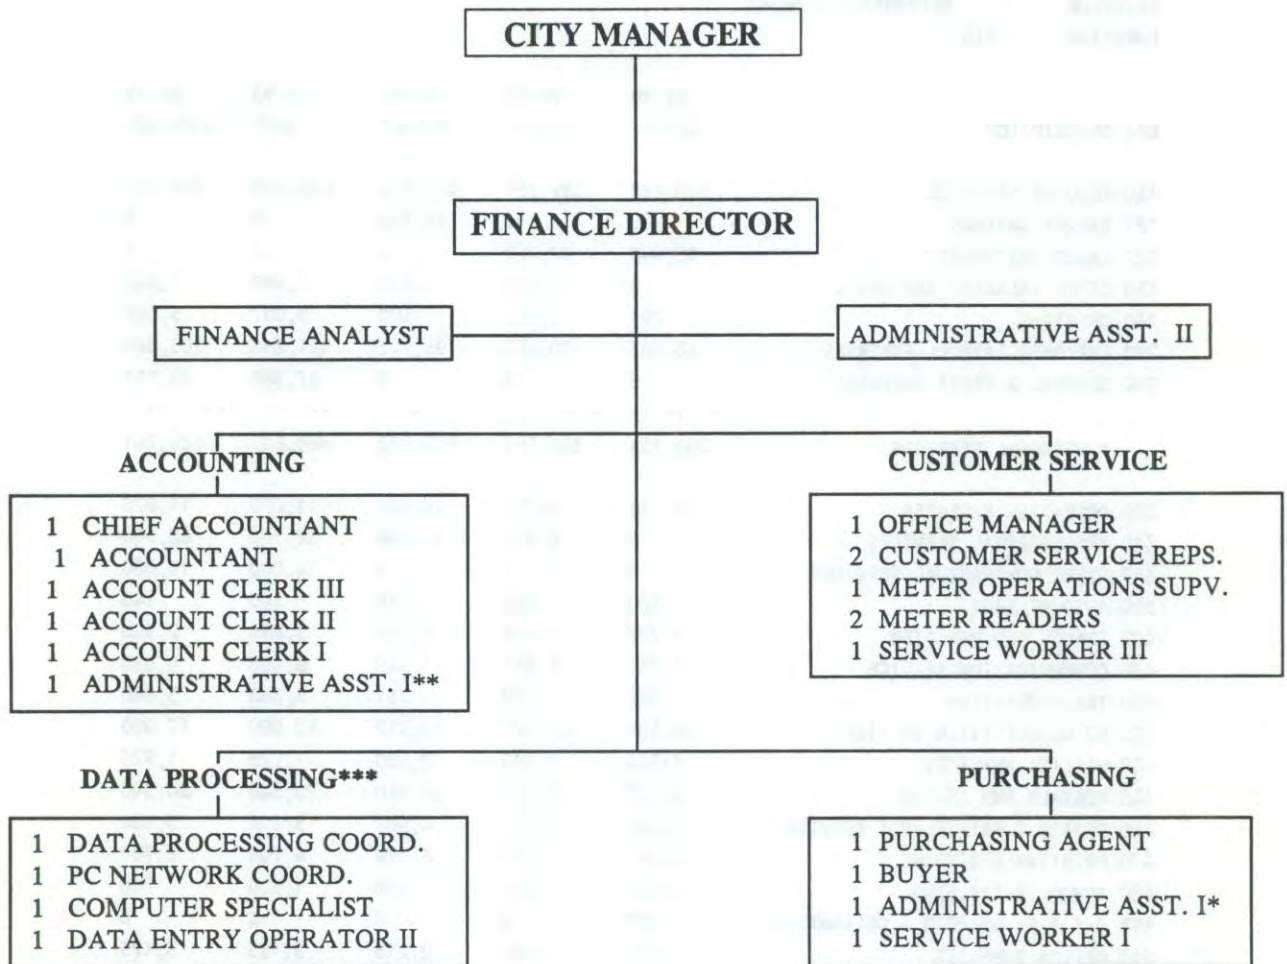 CITY MANAGER
FINANCE DIRECTOR
FINANCE ANALYST
ADMINISTRATIVE ASST. II
ACCOUNTING
1 CHIEF ACCOUNTANT
1 ACCOUNTANT
1 ACCOUNT CLERK III
1 ACCOUNT CLERK II
1 ACCOUNT CLERK I
1 ADMINISTRATIVE ASST. I**
CUSTOMER SERVICE
1 OFFICE MANAGER
2 CUSTOMER SERVICE REPS.
1 METER OPERATIONS SUPV.
2 METER READERS
1 SERVICE WORKER III
DATA PROCESSING***
1 DATA PROCESSING COORD.
1 PC NETWORK COORD.
1 COMPUTER SPECIALIST
1 DATA ENTRY OPERATOR II
PURCHASING
1 PURCHASING AGENT
1 BUYER
1 ADMINISTRATIVE ASST. I*
1 SERVICE WORKER I